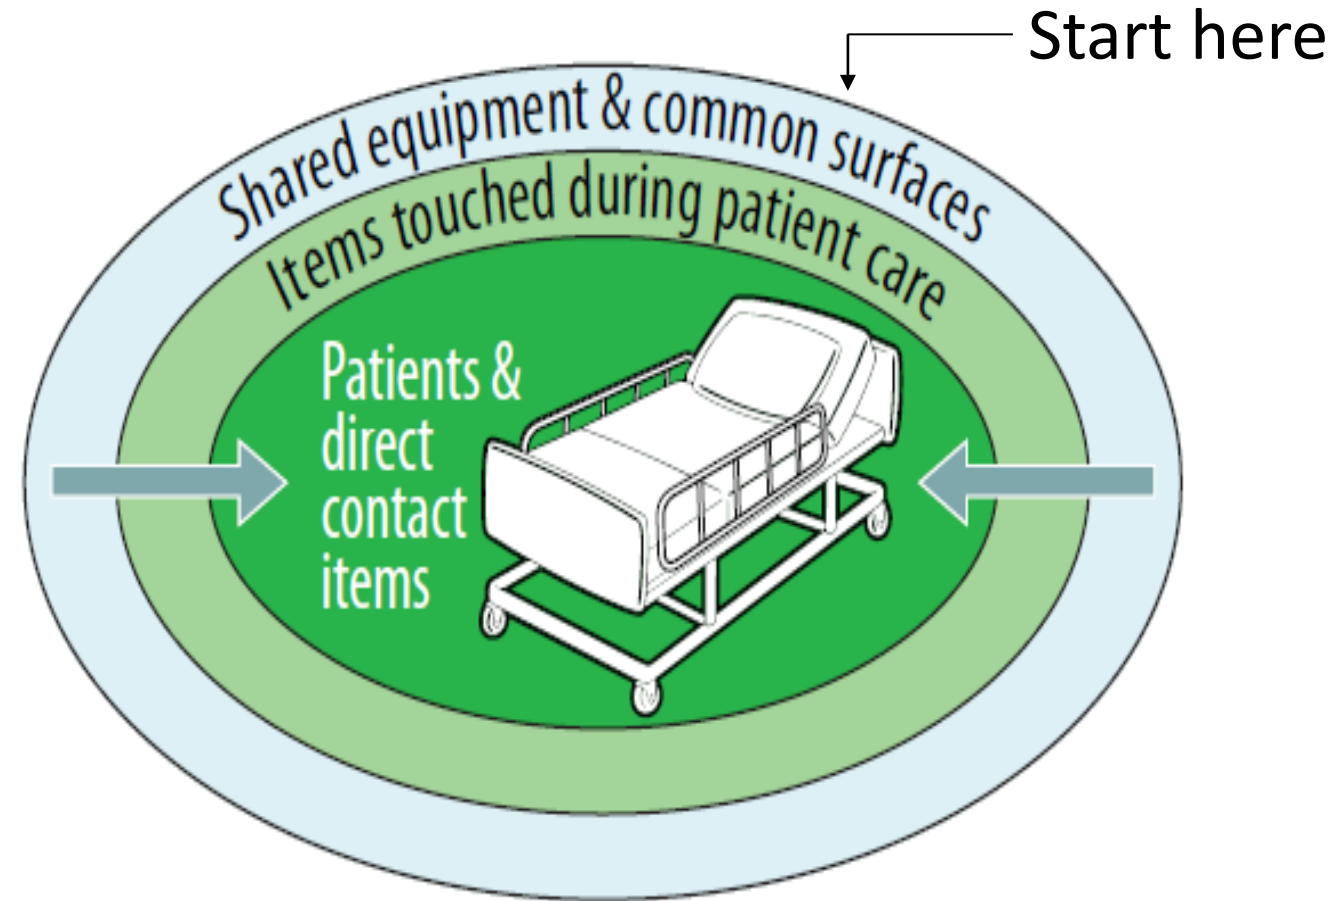 Start here
Shared equipment & common surfaces
Items touched during patient care
Patients &
direct
contact
items